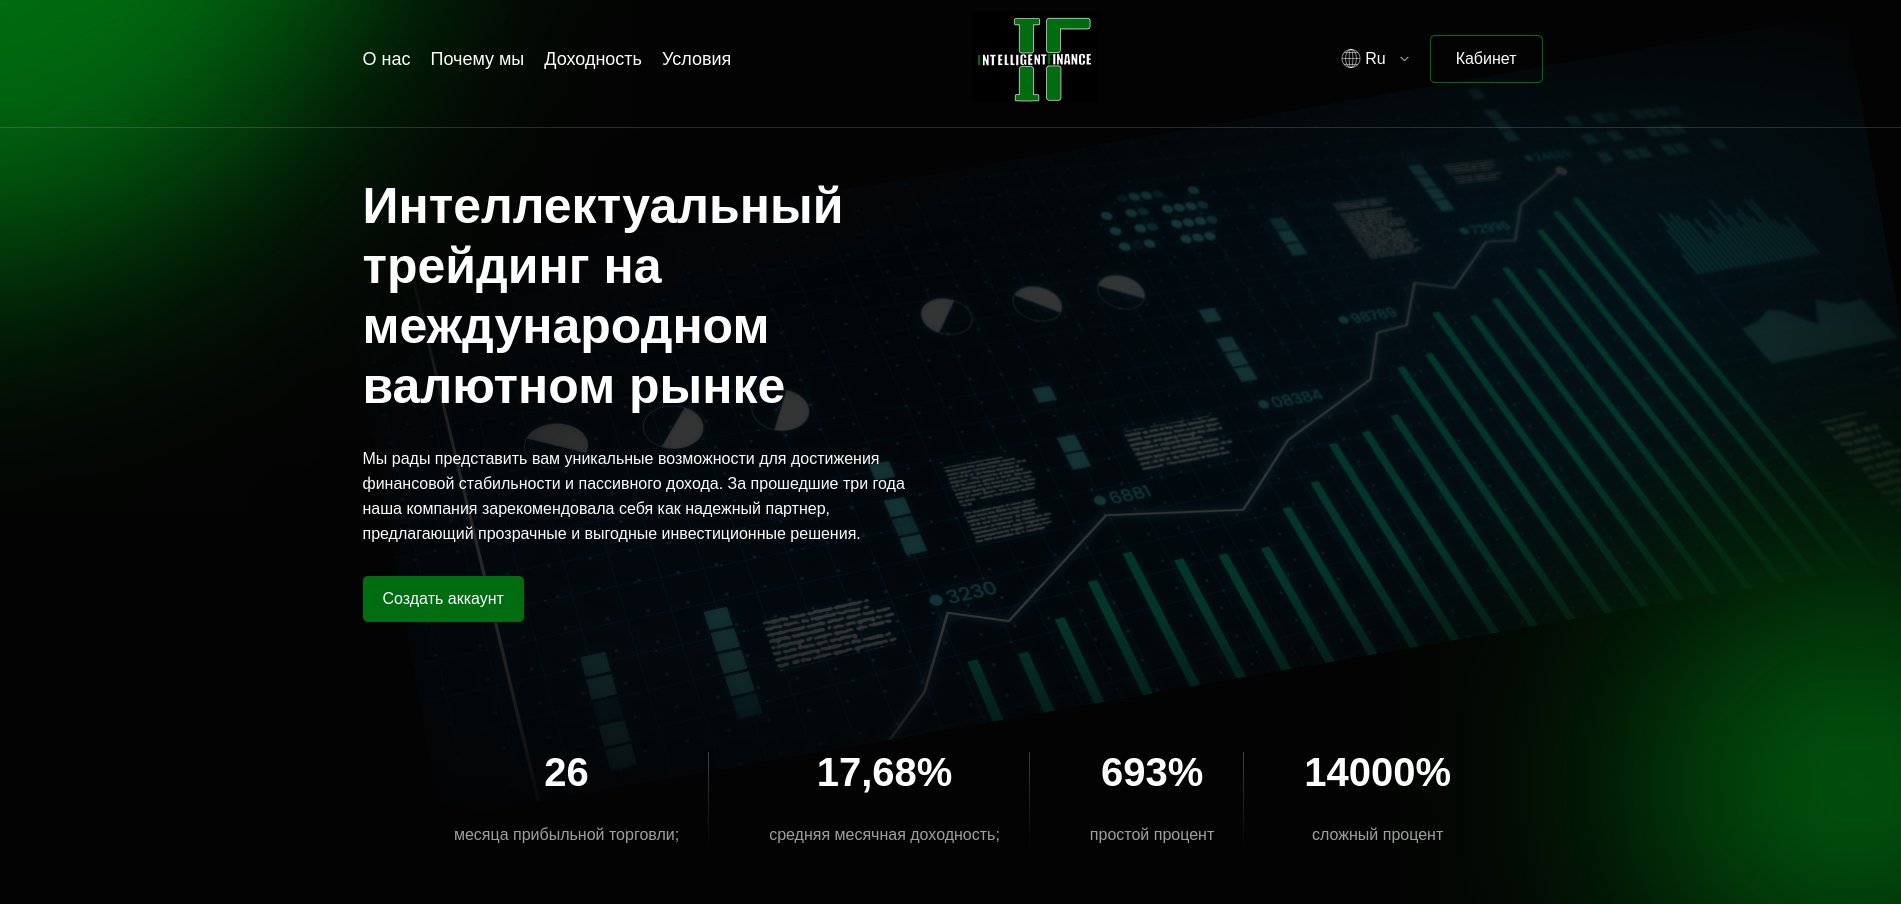 О нас Почему мы Доходность Условия
INTELLIGENT FINANCE
Ru
Кабинет
Интеллектуальный
трейдинг на
международном
валютном рынке
Мы рады представить вам уникальные возможности для достижения
финансовой стабильности и пассивного дохода. За прошедшие три года
наша компания зарекомендовала себя как надежный партнер,
предлагающий прозрачные и выгодные инвестиционные решения.
Создать аккаунт
72996
98789
08384
6881
3230
26
17,68%
693%
14000%
месяца прибыльной торговли;
средняя месячная доходность;
простой процент
сложный процент